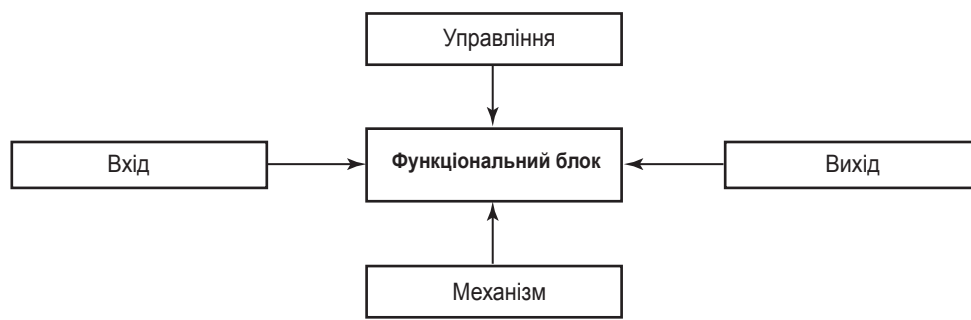 Управління
Вхід
Функціональний блок
Вихід
Механізм